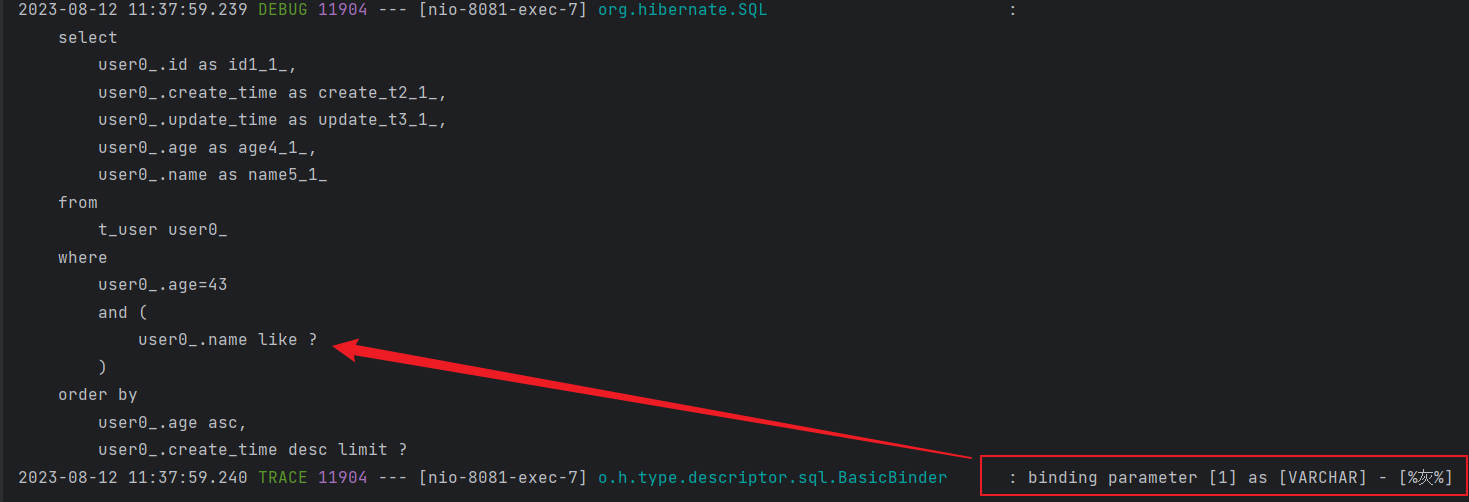 2023-08-12 11:37:59.239 DEBUG 11904 --- [nio-8081-exec-7] org.hibernate.SQL                        :
    select
        user0_.id as id1_1_,
        user0_.create_time as create_t2_1_,
        user0_.update_time as update_t3_1_,
        user0_.age as age4_1_,
        user0_.name as name5_1_
    from
        t_user user0_
    where
        user0_.age=43
        and (
            user0_.name like ?
        )
    order by
        user0_.age asc,
        user0_.create_time desc limit ?
2023-08-12 11:37:59.240 TRACE 11904 --- [nio-8081-exec-7] o.h.type.descriptor.sql.BasicBinder      : binding parameter [1] as [VARCHAR] - [%灰%]